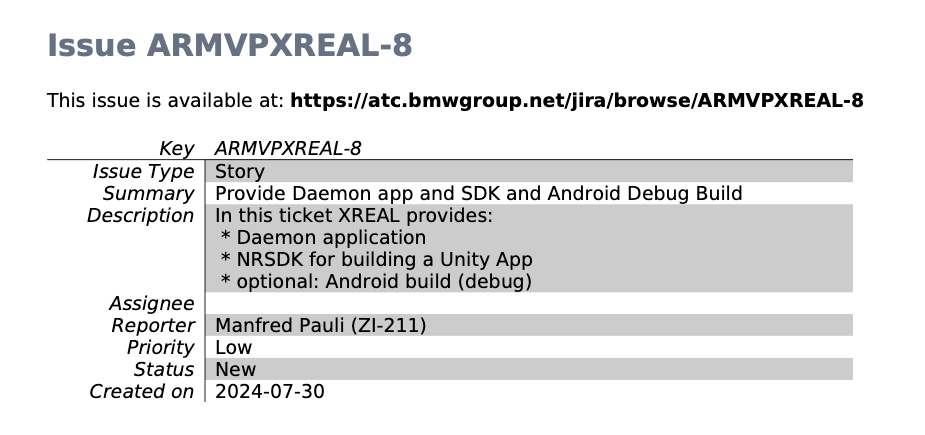 Issue ARMVPXREAL-8
This issue is available at: https://atc.bmwgroup.net/jira/browse/ARMVPXREAL-8
Key ARMVPXREAL-8
Issue Type Story
Summary Provide Daemon app and SDK and Android Debug Build
Description In this ticket XREAL provides:
* Daemon application
* NRSDK for building a Unity App
* optional: Android build (debug)
Assignee
Reporter Manfred Pauli (ZI-211)
Priority Low
Status New
Created on 2024-07-30